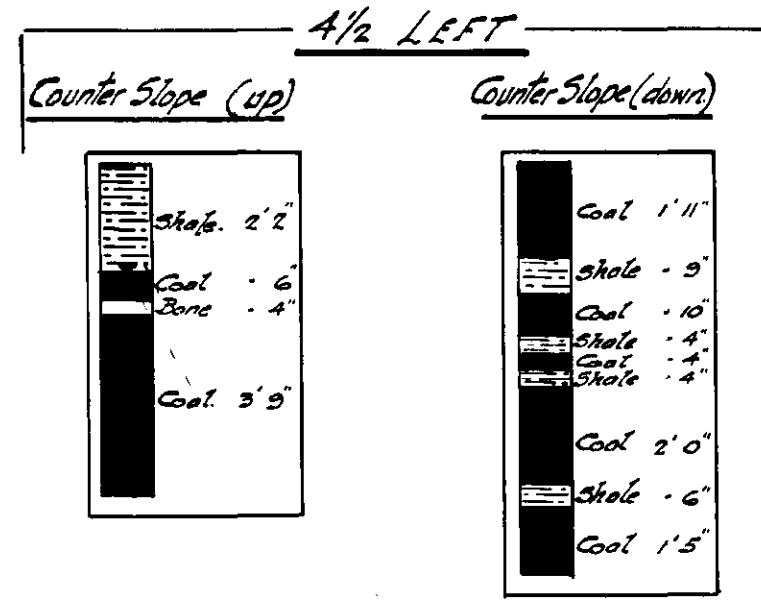 4 1/2 LEFT
Counter Slope (up)
Shale. 2' 2"
Coal - 6"
Bone - 4"
Coal. 3' 9"
Counter Slope (down)
Coal 1' 11"
Shale - 9"
Coal - 10"
Shale - 4"
Coal - 4"
Shale - 4"
Coal 2' 0"
Shale - 6"
Coal 1' 5"